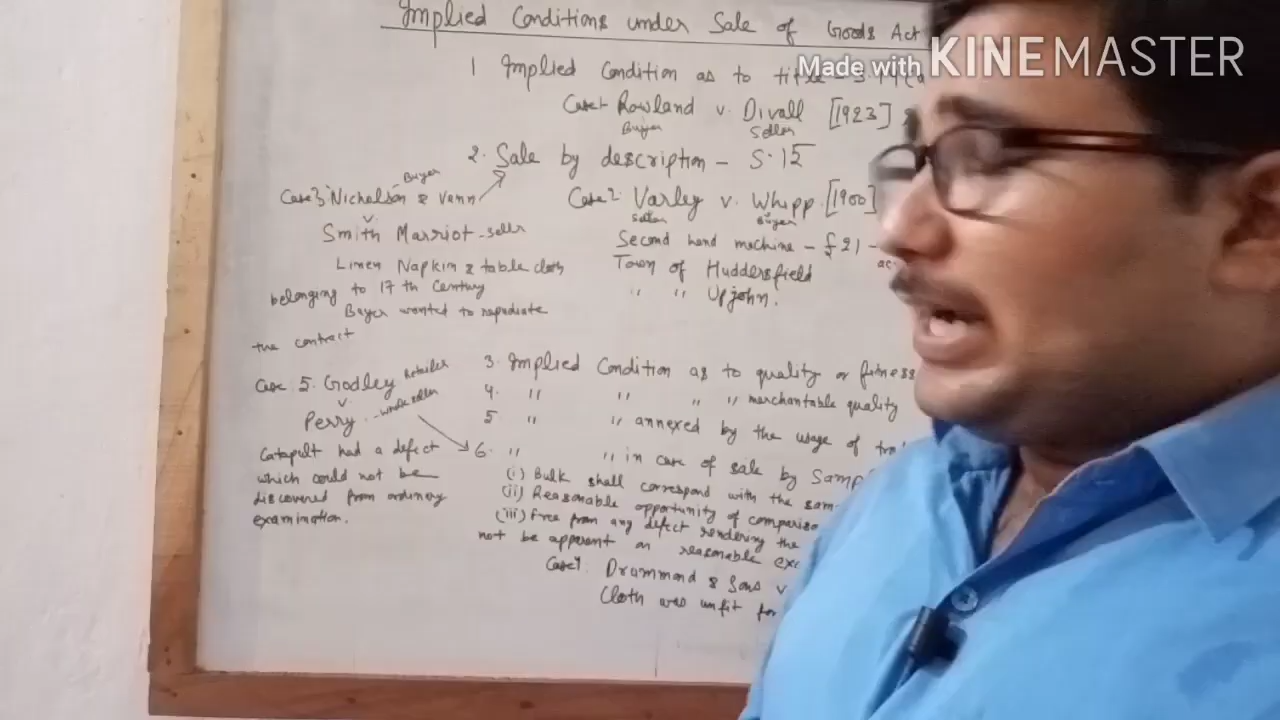 Implied Conditions under Sale of Goods Act
Made with KINEMASTER
1 Implied Condition as to title
Case 1 Rowland v. Divall [1923]
Buyer Seller
2. Sale by description - S.15
Buyer
Case 3 Nichalson & Venn
v.
Smith Marriot - seller
Linen Napkin & table cloth
belonging to 17 th Century
Buyer wanted to repudiate
the contract
Case 2: Varley v. Whipp. [1900]
Seller Buyer
Second hand machine - £21 -
Town of Huddersfield
" " Upjohn.
3. Implied Condition as to quality or fitness
4. " " " " merchantable quality
5 " " annexed by the usage of
6. " " in case of sale by
(i) Bulk shall correspond with the
(ii) Reasonable opportunity of
(iii) Free from any defect rendering the
not be apparent on reasonable
Case 4. Drummond & Sons v
Cloth was unfit for
Case 5. Godley Retailer
v.
Perry - whole seller
Catapult had a defect
which could not be
discovered from ordinary
examination.